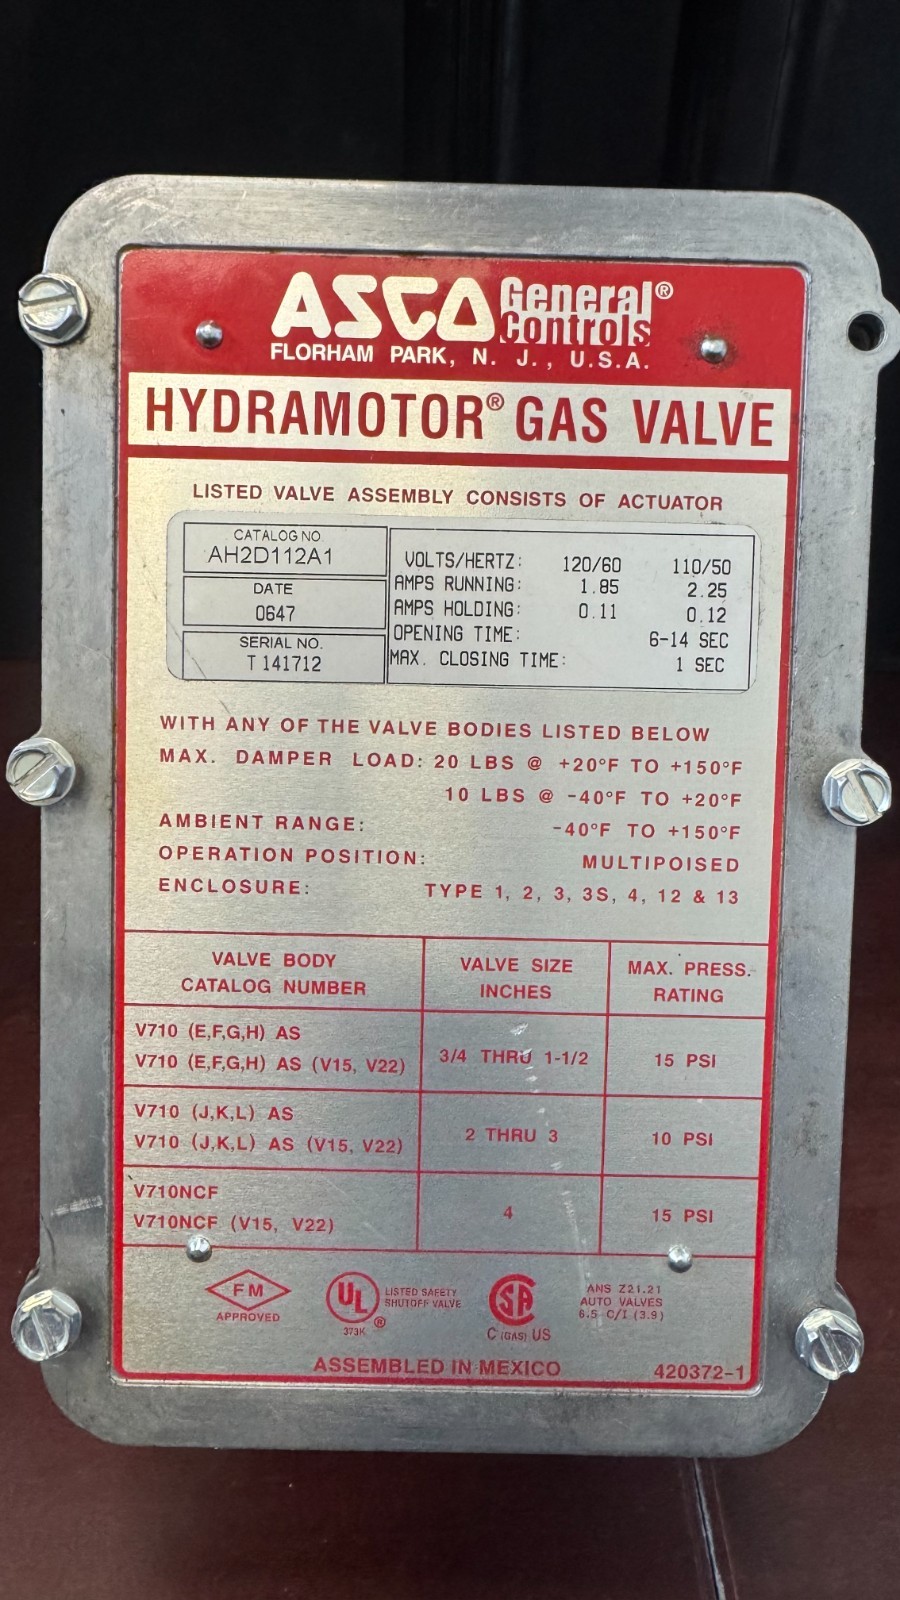 ASCO General Controls®
FLORHAM PARK, N. J., U.S.A.
HYDRAMOTOR® GAS VALVE
LISTED VALVE ASSEMBLY CONSISTS OF ACTUATOR
CATALOG NO.
AH2D112A1
DATE
0647
SERIAL NO.
T 141712
VOLTS/HERTZ: 120/60 110/50
AMPS RUNNING: 1.85 2.25
AMPS HOLDING: 0.11 0.12
OPENING TIME: 6-14 SEC
MAX. CLOSING TIME: 1 SEC
WITH ANY OF THE VALVE BODIES LISTED BELOW
MAX. DAMPER LOAD: 20 LBS @ +20°F TO +150°F
10 LBS @ -40°F TO +20°F
AMBIENT RANGE: -40°F TO +150°F
OPERATION POSITION: MULTIPOISED
ENCLOSURE: TYPE 1, 2, 3, 3S, 4, 12 & 13
VALVE BODY
CATALOG NUMBER
VALVE SIZE
INCHES
MAX. PRESS.
RATING
V710 (E,F,G,H) AS
V710 (E,F,G,H) AS (V15, V22)
3/4 THRU 1-1/2
15 PSI
V710 (J,K,L) AS
V710 (J,K,L) AS (V15, V22)
2 THRU 3
10 PSI
V710NCF
V710NCF (V15, V22)
4
15 PSI
FM
APPROVED
UL ®
LISTED SAFETY
SHUTOFF VALVE
373K
SA
C (GAS) US
ANS Z21.21
AUTO VALVES
6.5 C/I (3.9)
ASSEMBLED IN MEXICO
420372-1